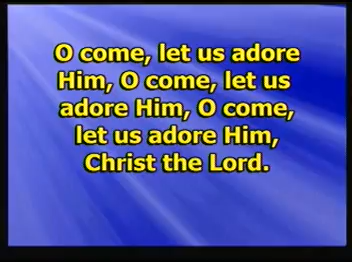 O come, let us adore
Him, O come, let us
adore Him, O come,
let us adore Him,
Christ the Lord.